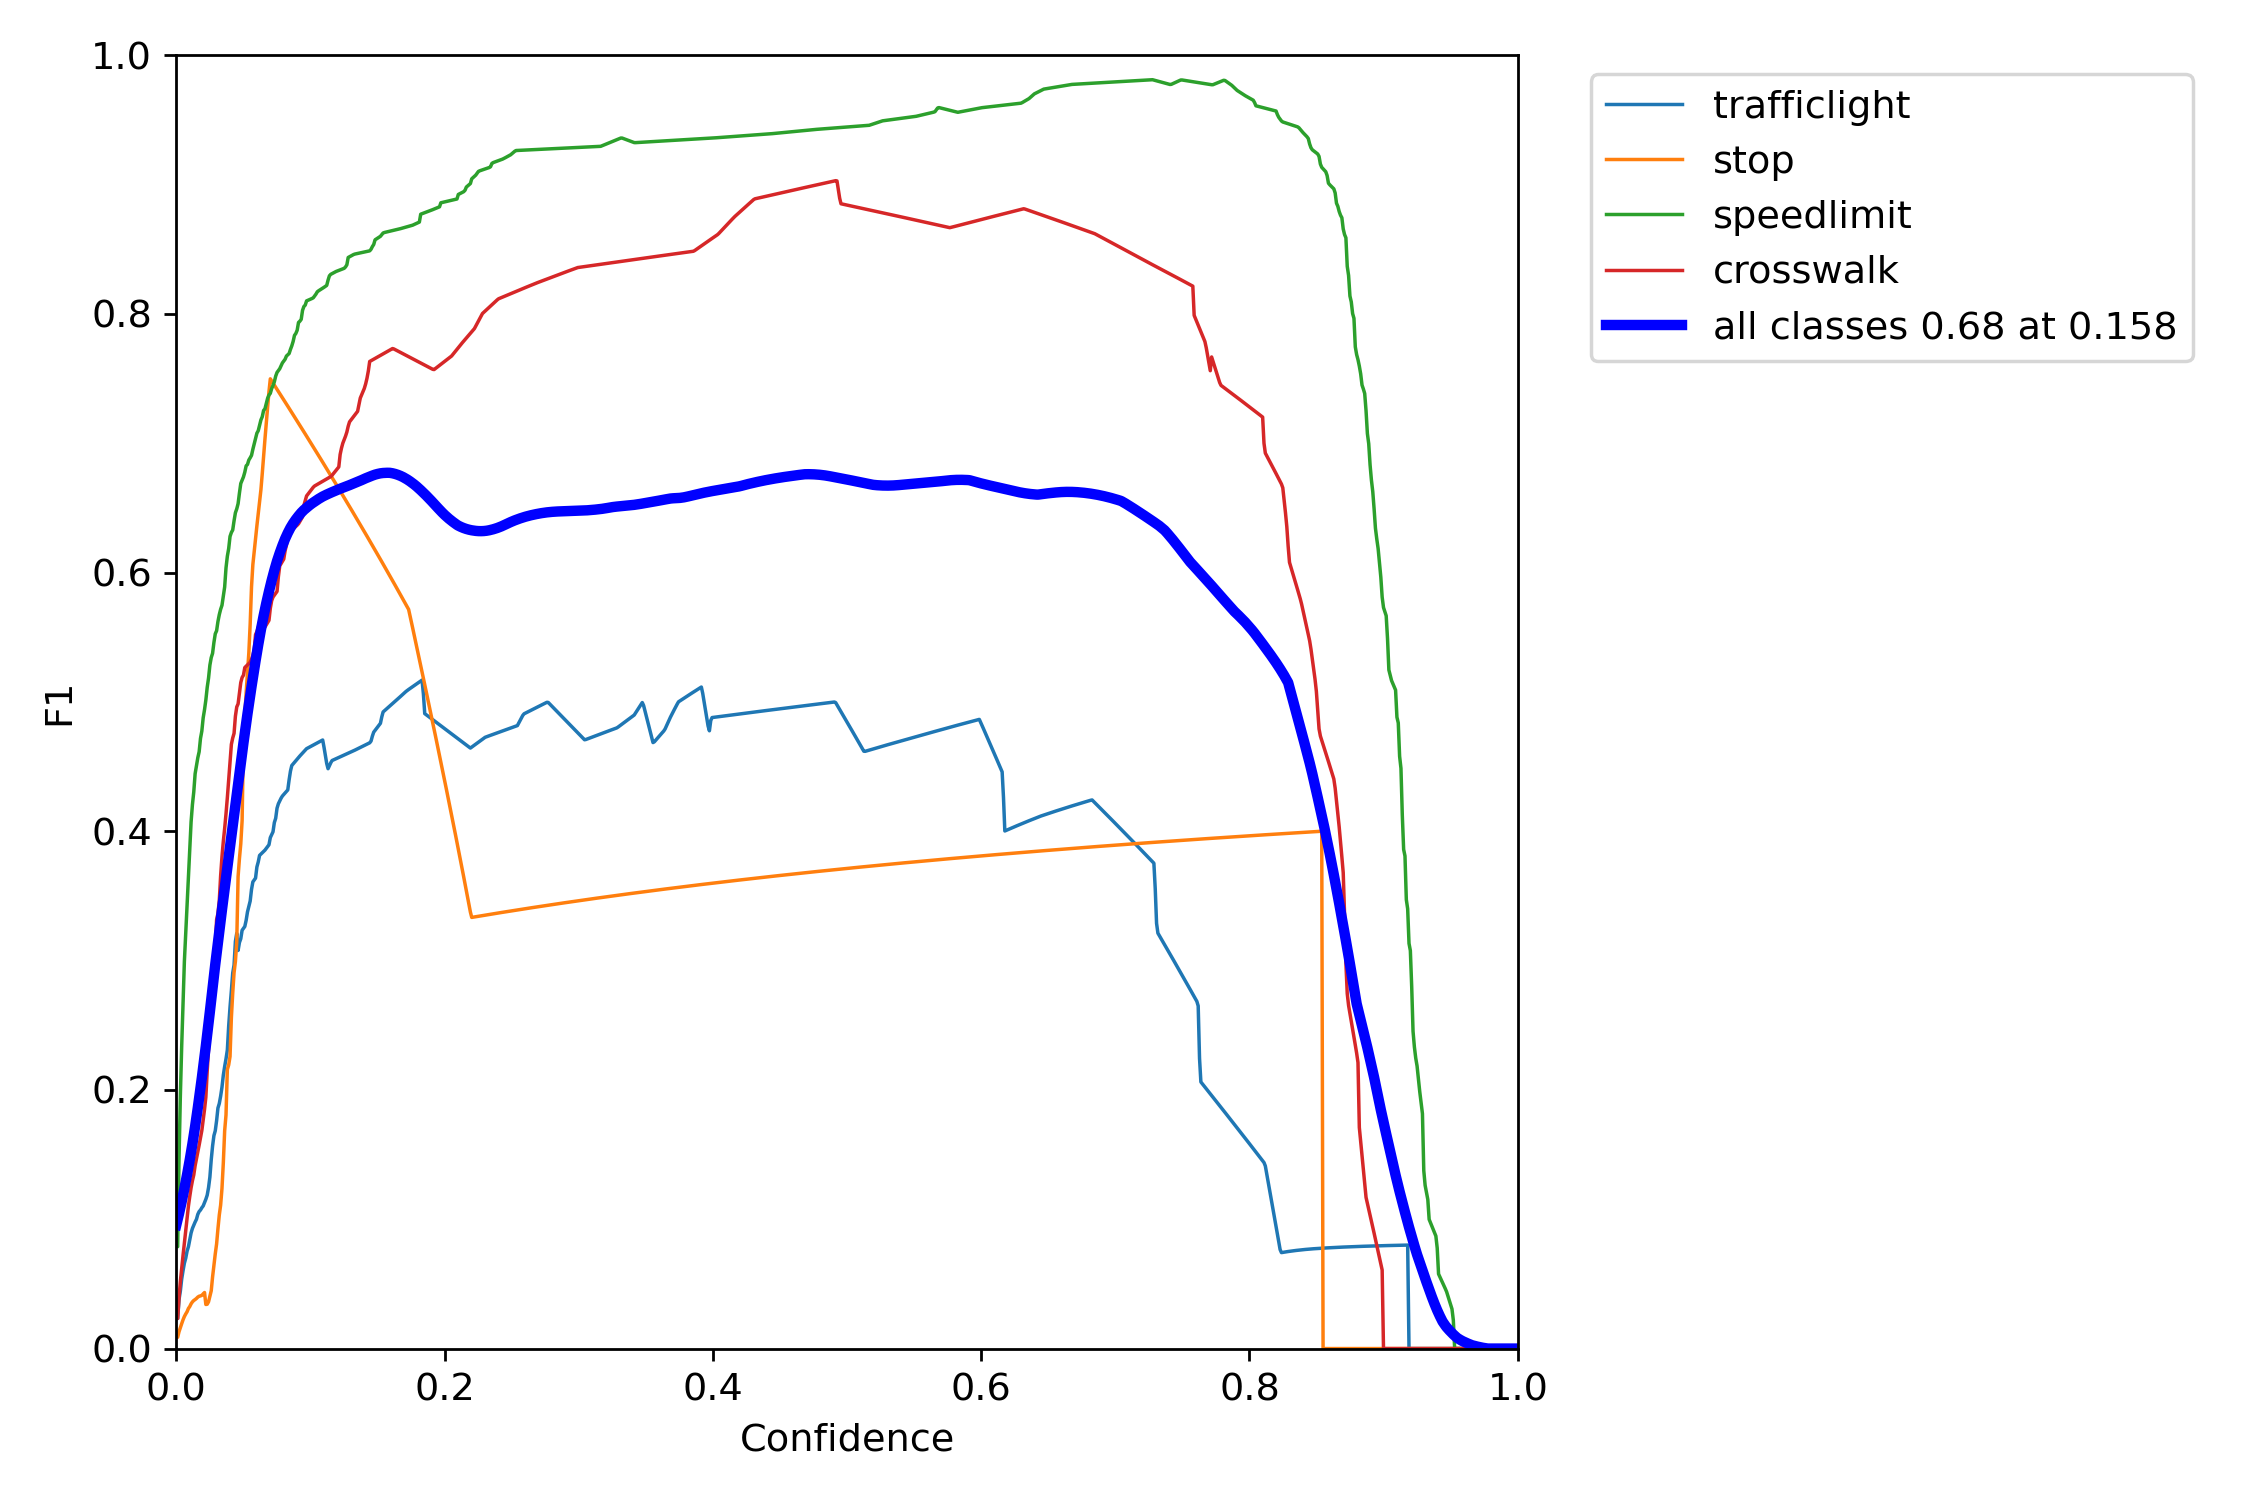 1.0
0.8
0.6
0.4
0.2
0.0
F1
0.0 0.2 0.4 0.6 0.8 1.0
Confidence
trafficlight
stop
speedlimit
crosswalk
all classes 0.68 at 0.158